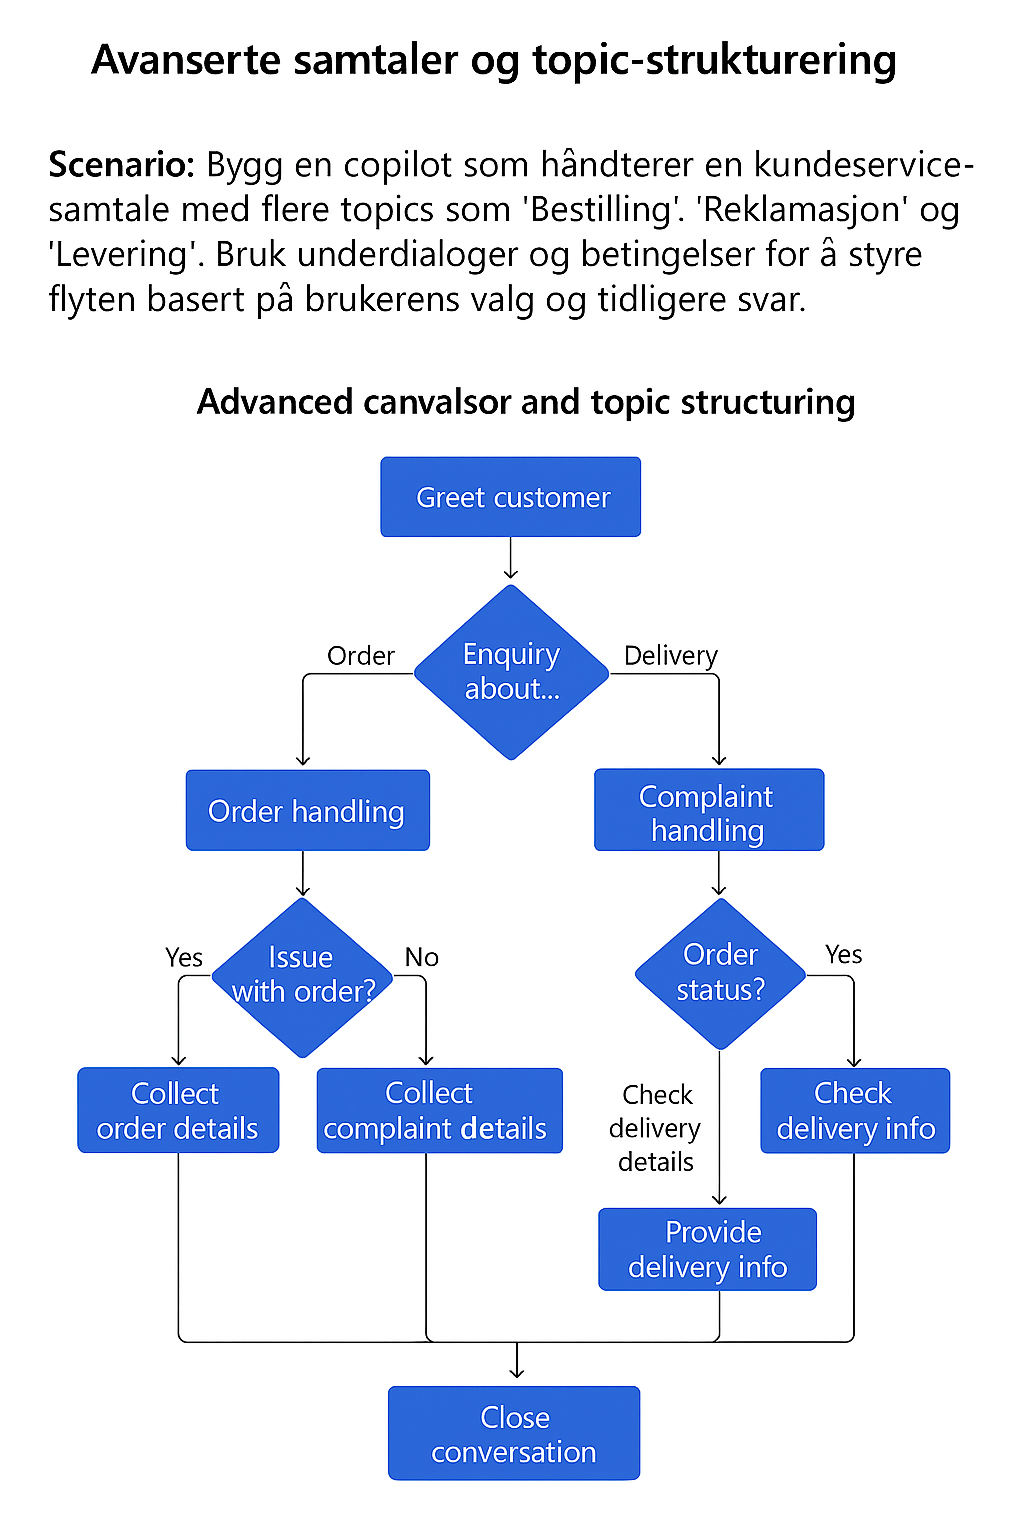 Avanserte samtaler og topic-strukturering
Scenario: Bygg en copilot som håndterer en kundeservice-
samtale med flere topics som 'Bestilling'. 'Reklamasjon' og
'Levering'. Bruk underdialoger og betingelser for å styre
flyten basert på brukerens valg og tidligere svar.
Advanced canvalsor and topic structuring
Greet customer
Order
Enquiry
about...
Delivery
Order handling
Complaint
handling
Yes
Issue
with order?
No
Order
status?
Yes
Collect
order details
Collect
complaint details
Check
delivery
details
Check
delivery info
Provide
delivery info
Close
conversation